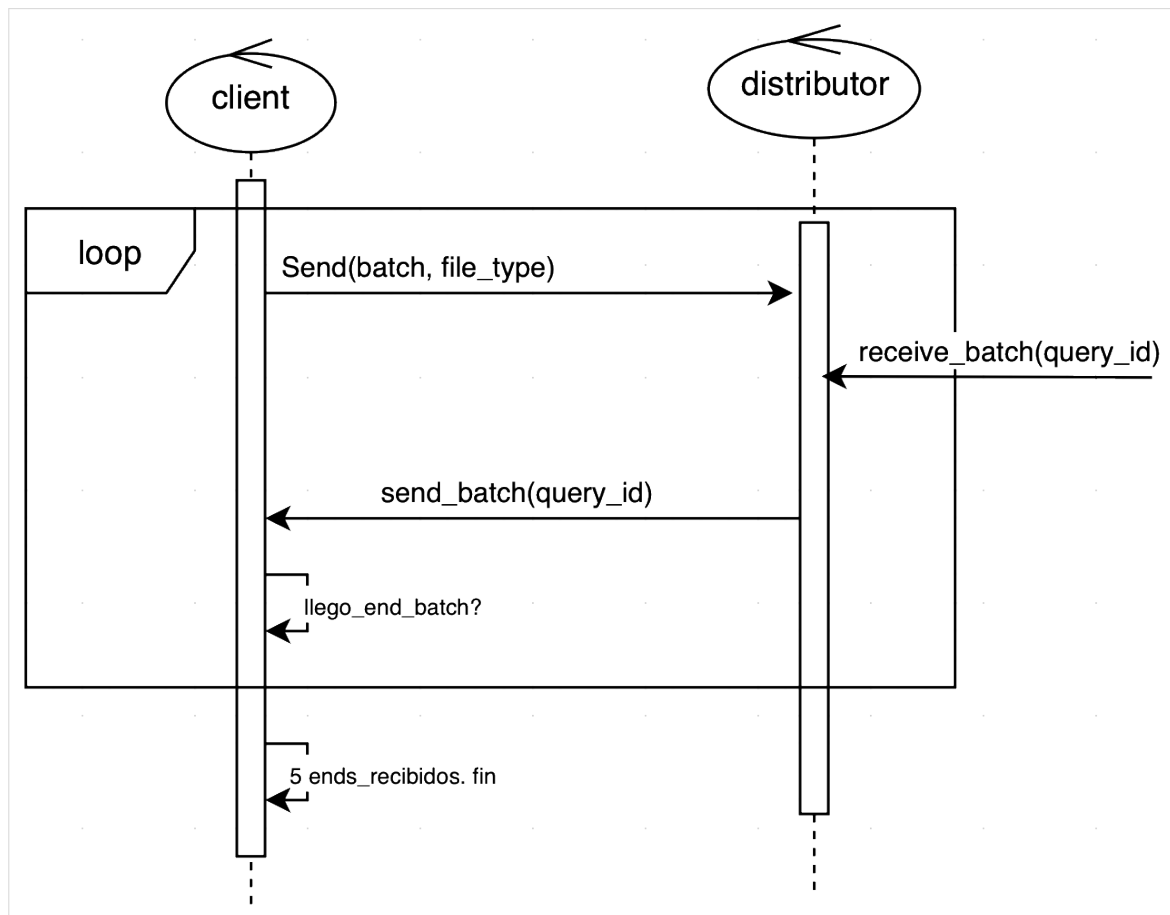 client
distributor
loop
Send(batch, file_type)
receive_batch(query_id)
send_batch(query_id)
llego_end_batch?
5 ends_recibidos. fin